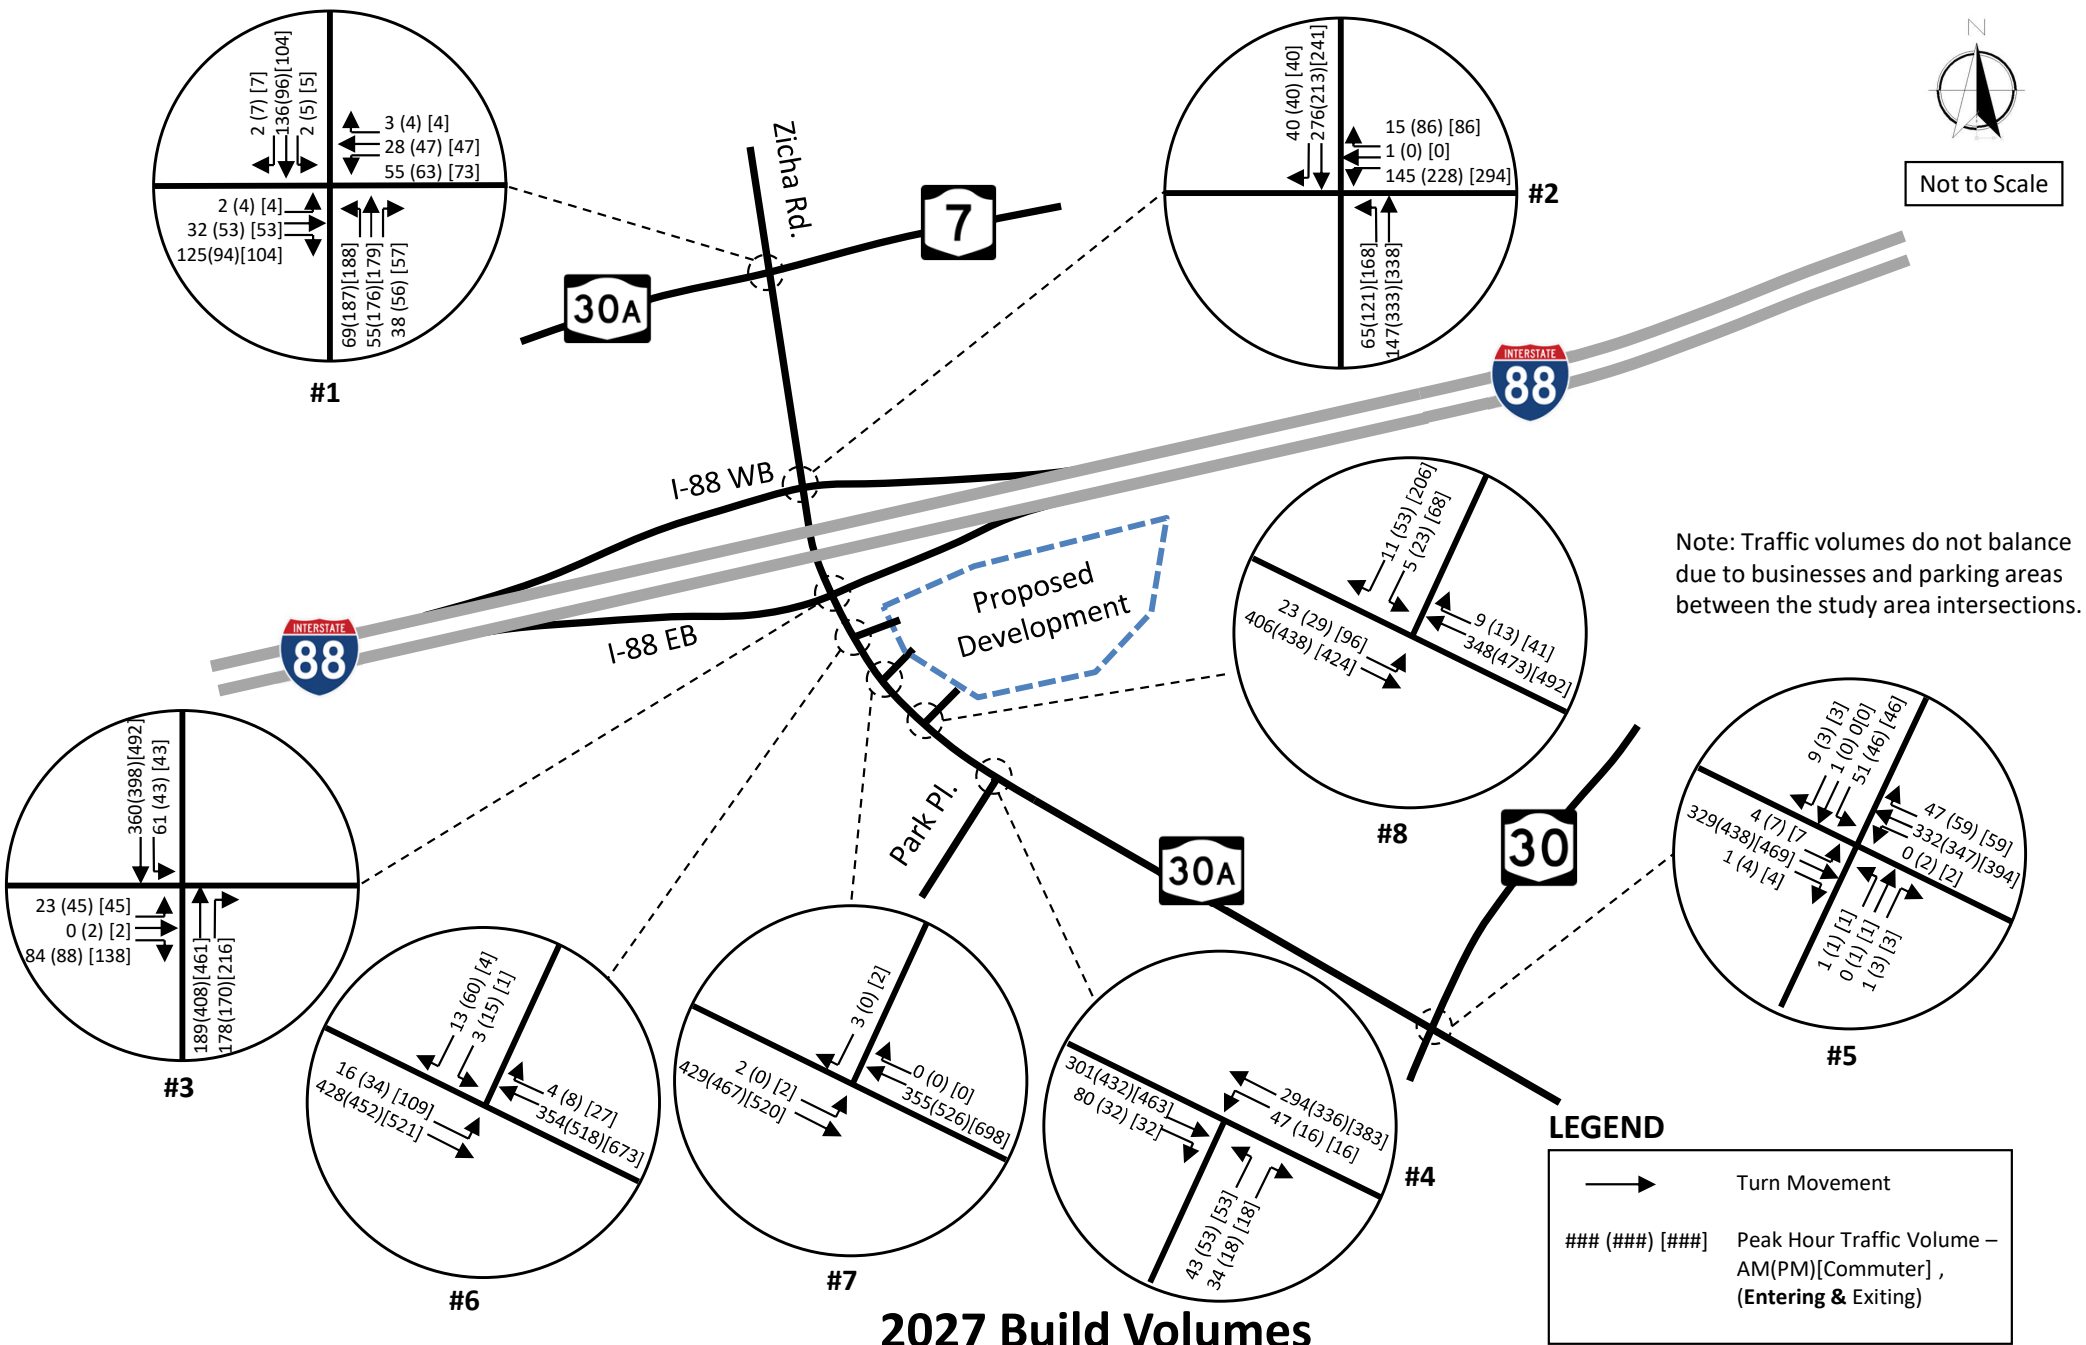 2 (7) [7]
136(96)[104]
2 (5) [5]
3 (4) [4]
28 (47) [47]
55 (63) [73]
2 (4) [4]
32 (53) [53]
125(94)[104]
69(187)[188]
55(176)[179]
38 (56) [57]
#1
Zicha Rd.
7
30A
40 (40) [40]
276(213)[241]
15 (86) [86]
1 (0) [0]
145 (228) [294]
65(121)[168]
147(333)[338]
#2
N
Not to Scale
INTERSTATE
88
I-88 WB
INTERSTATE
88
I-88 EB
Proposed
Development
11 (53) [206]
5 (23) [68]
23 (29) [96]
406(438) [424]
9 (13) [41]
348(473)[492]
#8
Note: Traffic volumes do not balance
due to businesses and parking areas
between the study area intersections.
360(398)[492]
61 (43) [43]
23 (45) [45]
0 (2) [2]
84 (88) [138]
189(408)[461]
178(170)[216]
#3
Park Pl.
30A
30
9 (3) [3]
1 (0) 0[0]
51 (46) [46]
4 (7) [7
329(438)[469]
1 (4) [4]
47 (59) [59]
332(347)[394]
0 (2) [2]
1 (1) [1]
0 (1) [1]
1 (3) [3]
#5
13 (60) [4]
3 (15) [1]
16 (34) [109]
428(452)[521]
4 (8) [27]
354(518)[673]
#6
3 (0) [2]
2 (0) [2]
429(467)[520]
0 (0) [0]
355(526)[698]
#7
301(432)[463]
80 (32) [32]
294(336)[383]
47 (16) [16]
43 (53) [53]
34 (18) [18]
#4
LEGEND
Turn Movement
### (###) [###]
Peak Hour Traffic Volume –
AM(PM)[Commuter] ,
(Entering & Exiting)
2027 Build Volumes